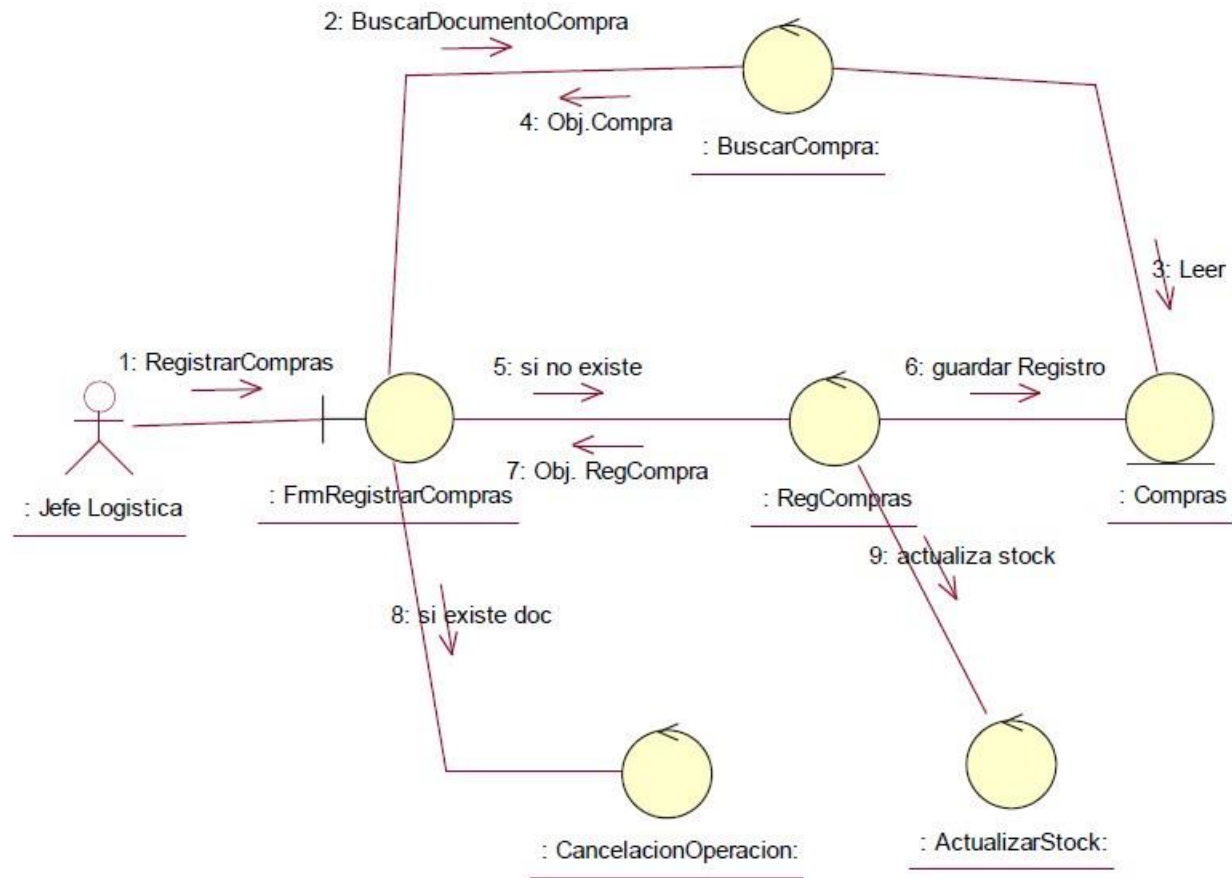 2: BuscarDocumentoCompra
4: Obj.Compra
: BuscarCompra:
3: Leer
1: RegistrarCompras
5: si no existe
6: guardar Registro
7: Obj. RegCompra
: Jefe Logistica
: FrmRegistrarCompras
: RegCompras
: Compras
9: actualiza stock
8: si existe doc
: CancelacionOperacion:
: ActualizarStock: